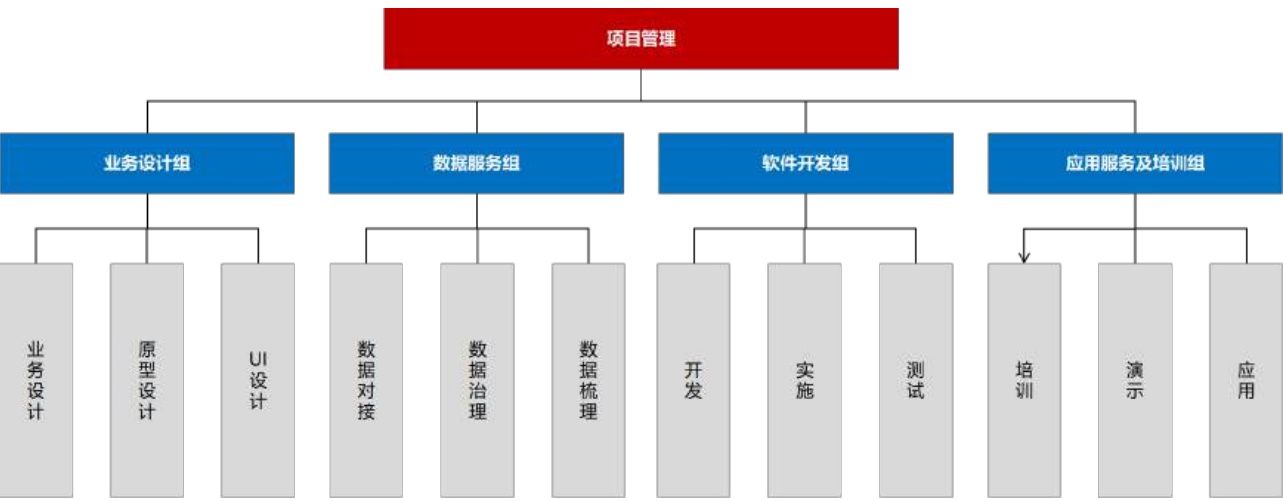 项目管理
业务设计组
数据服务组
软件开发组
应用服务及培训组
业务设计
原型设计
UI设计
数据对接
数据治理
数据梳理
开发
实施
测试
培训
演示
应用